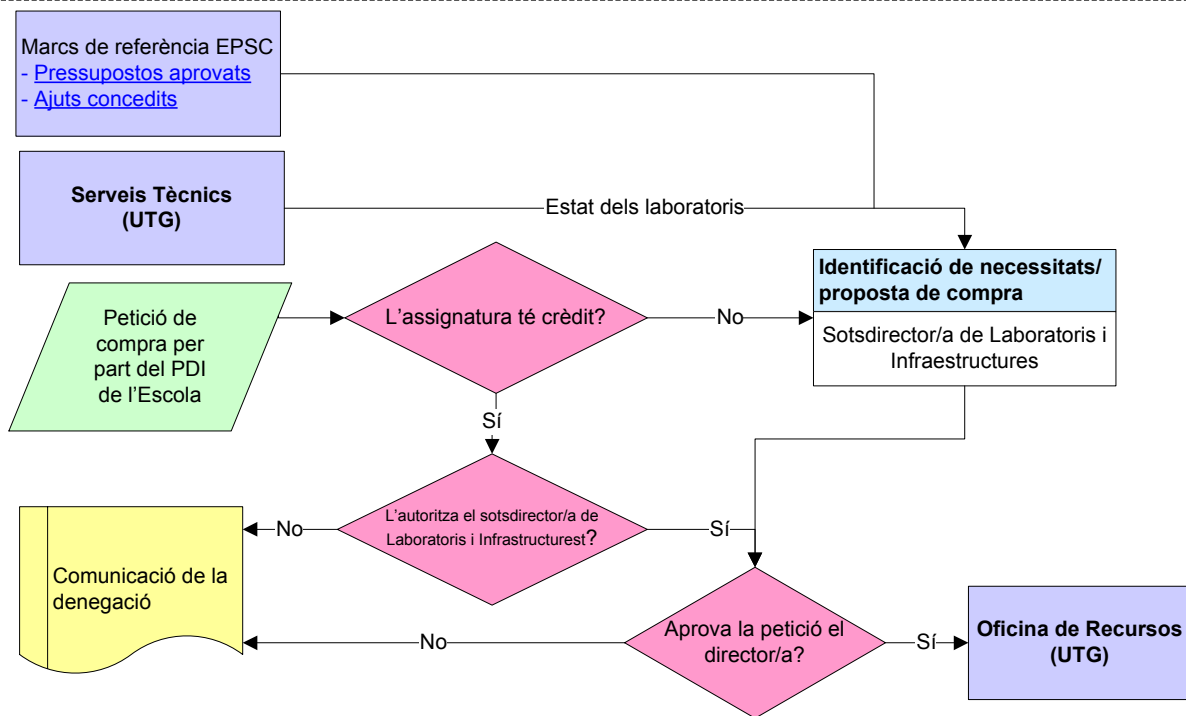 Marcs de referència EPSC
- Pressupostos aprovats
- Ajuts concedits
Serveis Tècnics
(UTG)
Estat dels laboratoris
Identificació de necessitats/
proposta de compra
Sotsdirector/a de Laboratoris i
Infraestructures
Petició de
compra per
part del PDI
de l’Escola
L’assignatura té crèdit?
No
Sí
L’autoritza el sotsdirector/a de
Laboratoris i Infrastructurest?
No
Sí
Comunicació de la
denegació
Aprova la petició el
director/a?
No
Sí
Oficina de Recursos
(UTG)